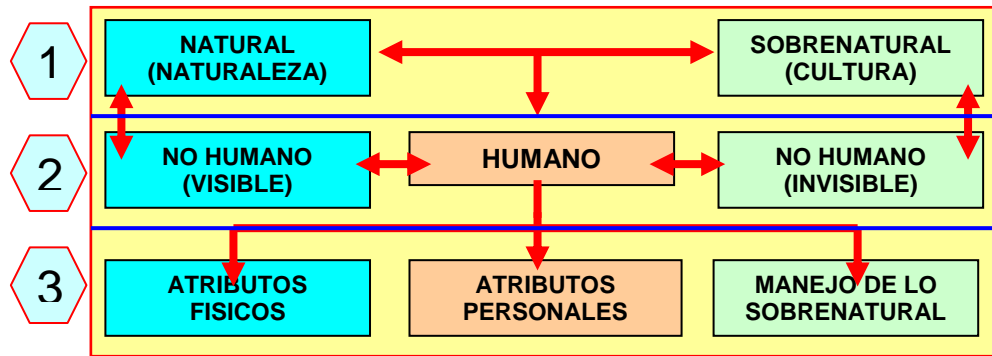 1
NATURAL
(NATURALEZA)
SOBRENATURAL
(CULTURA)
2
NO HUMANO
(VISIBLE)
HUMANO
NO HUMANO
(INVISIBLE)
3
ATRIBUTOS
FISICOS
ATRIBUTOS
PERSONALES
MANEJO DE LO
SOBRENATURAL